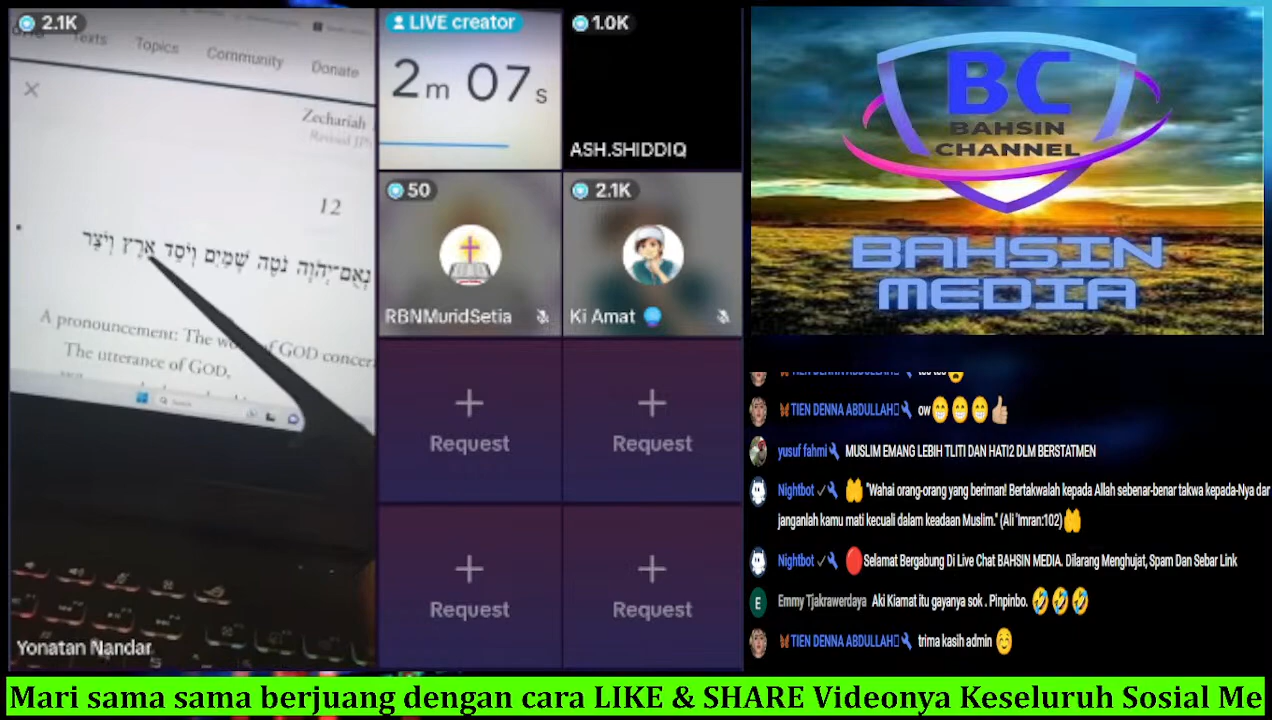 2.1K
Texts
Topics
Community
Donate
Zechariah
12
נְאֻם־יְהֹוָה נֹטֶה שָׁמַיִם וְיֹסֵד אָרֶץ וְיֹצֵר
A pronouncement: The of GOD concer
The utterance of GOD,
Yonatan Nandar
LIVE creator
2m 07s
1.0K
ASH.SHIDDIQ
50
RBNMuridSetia
2.1K
Ki Amat
+
Request
+
Request
+
Request
+
Request
BC
BAHSIN
CHANNEL
BAHSIN
MEDIA
TIEN DENNA ABDULLAH
TIEN DENNA ABDULLAH ow😁😁😁👍
yusuf fahmi MUSLIM EMANG LEBIH TLITI DAN HATI2 DLM BERSTATMEN
Nightbot 🤲 "Wahai orang-orang yang beriman! Bertakwalah kepada Allah sebenar-benar takwa kepada-Nya dar
janganlah kamu mati kecuali dalam keadaan Muslim." (Ali 'Imran:102)🤲
Nightbot 🔴Selamat Bergabung Di Live Chat BAHSIN MEDIA. Dilarang Menghujat, Spam Dan Sebar Link
E Emmy Tjakrawerdaya Aki Kiamat itu gayanya sok . Pinpinbo. 🤣🤣🤣
TIEN DENNA ABDULLAH trima kasih admin ☺️
Mari sama sama berjuang dengan cara LIKE & SHARE Videonya Keseluruh Sosial Me